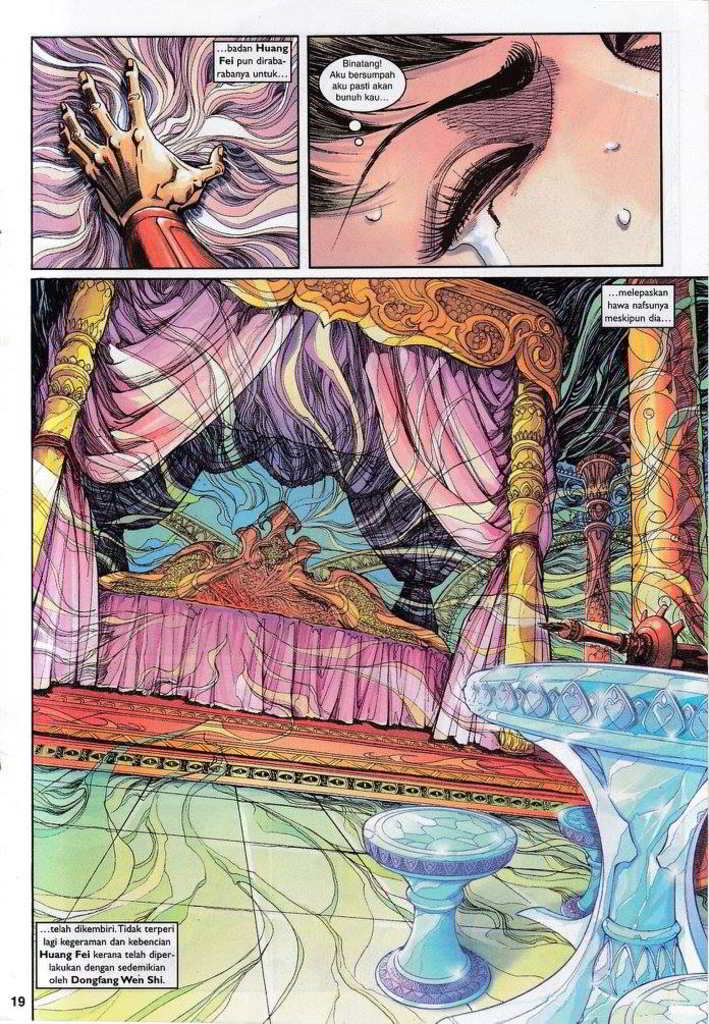 ...badan Huang
Fei pun diraba-
rabanya untuk...
Binatang!
Aku bersumpah
aku pasti akan
bunuh kau...
...melepaskan
hawa nafsunya
meskipun dia...
...telah dikembiri. Tidak terperi
lagi kegeraman dan kebencian
Huang Fei kerana telah diper-
lakukan dengan sedemikian
oleh Dongfang Wen Shi.
19